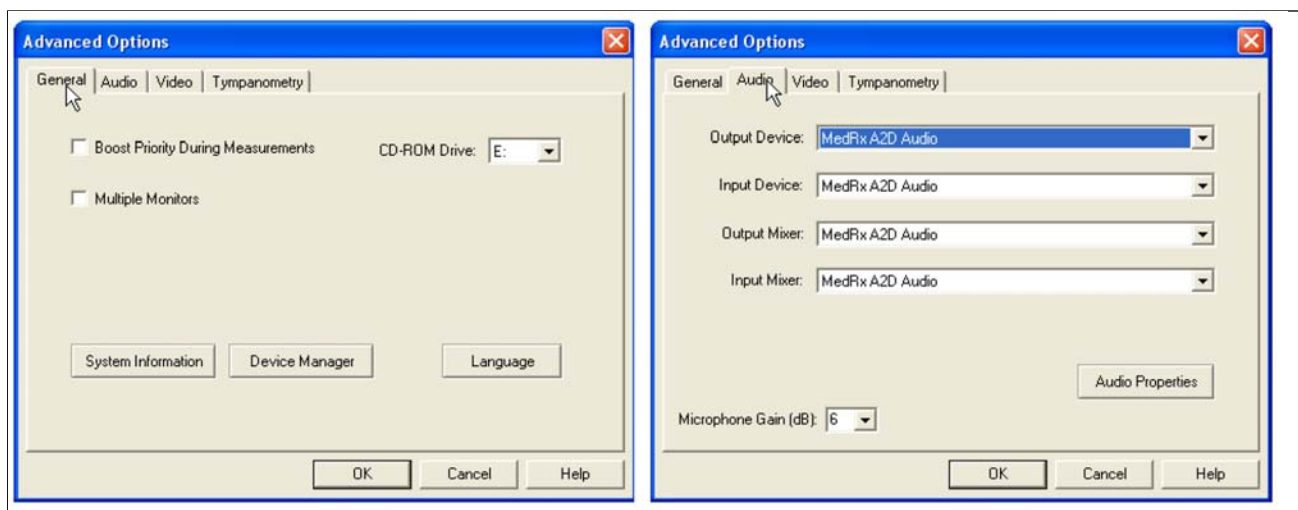 Advanced Options
General Audio Video Tympanometry
Boost Priority During Measurements CD-ROM Drive: E:
Multiple Monitors
System Information Device Manager Language
OK Cancel Help
Advanced Options
General Audio Video Tympanometry
Output Device: MedRx A2D Audio
Input Device: MedRx A2D Audio
Output Mixer: MedRx A2D Audio
Input Mixer: MedRx A2D Audio
Audio Properties
Microphone Gain (dB): 6
OK Cancel Help